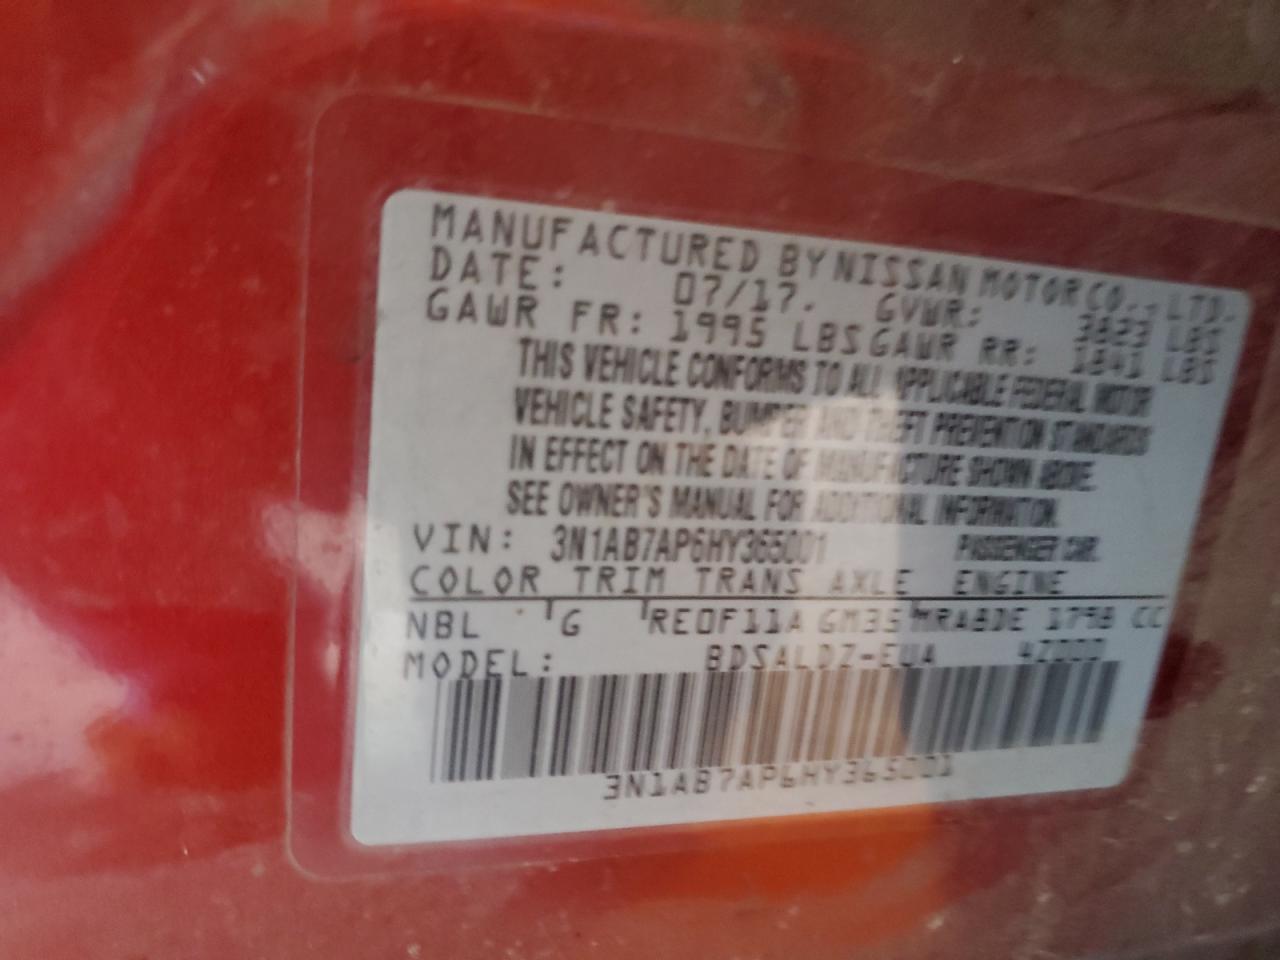 MANUFACTURED BY NISSAN MOTOR CO., LTD.
DATE: 07/17. GVWR: 3823 LBS
GAWR FR: 1995 LBS GAWR RR: 1841 LBS
THIS VEHICLE CONFORMS TO ALL APPLICABLE FEDERAL MOTOR
VEHICLE SAFETY, BUMPER AND THEFT PREVENTION STANDARDS
IN EFFECT ON THE DATE OF MANUFACTURE SHOWN ABOVE.
SEE OWNER'S MANUAL FOR ADDITIONAL INFORMATION.
VIN: 3N1AB7AP6HY365001 PASSENGER CAR.
COLOR TRIM TRANS AXLE ENGINE
NBL G RE0F11A GM35 MRA8DE 1798 CC
MODEL: BDSALDZ-EUA
3N1AB7AP6HY365001